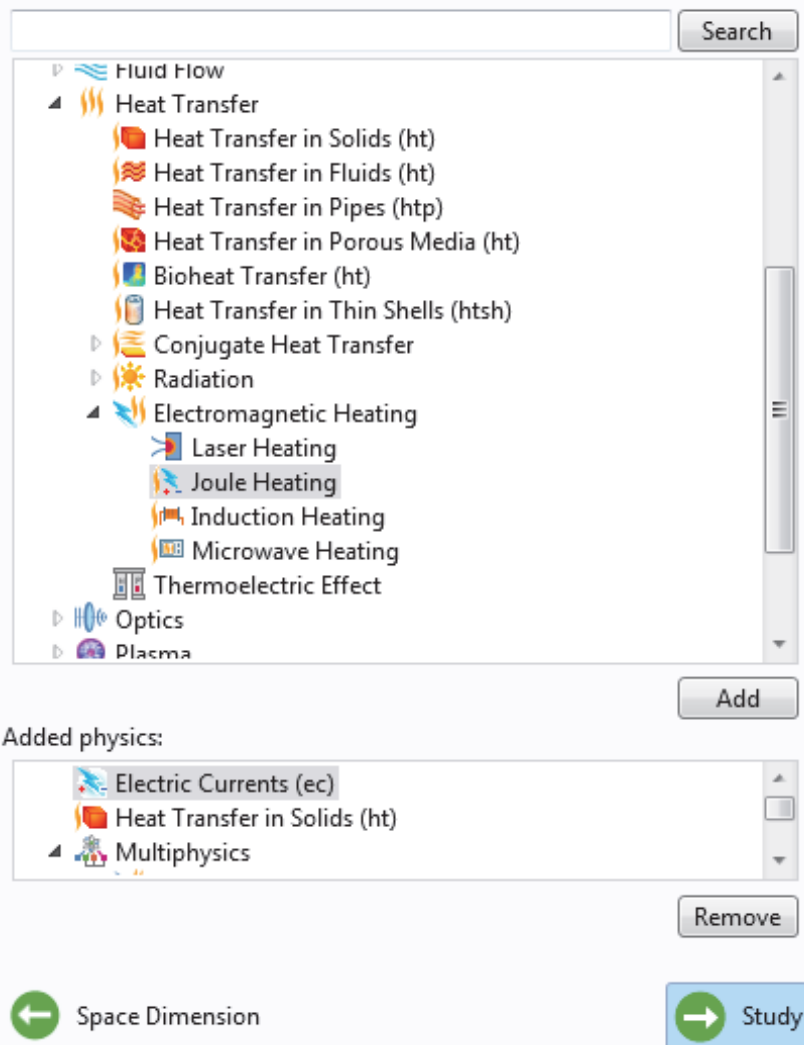 Search
Fluid Flow
Heat Transfer
Heat Transfer in Solids (ht)
Heat Transfer in Fluids (ht)
Heat Transfer in Pipes (htp)
Heat Transfer in Porous Media (ht)
Bioheat Transfer (ht)
Heat Transfer in Thin Shells (htsh)
Conjugate Heat Transfer
Radiation
Electromagnetic Heating
Laser Heating
Joule Heating
Induction Heating
Microwave Heating
Thermoelectric Effect
Optics
Plasma
Add
Added physics:
Electric Currents (ec)
Heat Transfer in Solids (ht)
Multiphysics
Remove
Space Dimension
Study